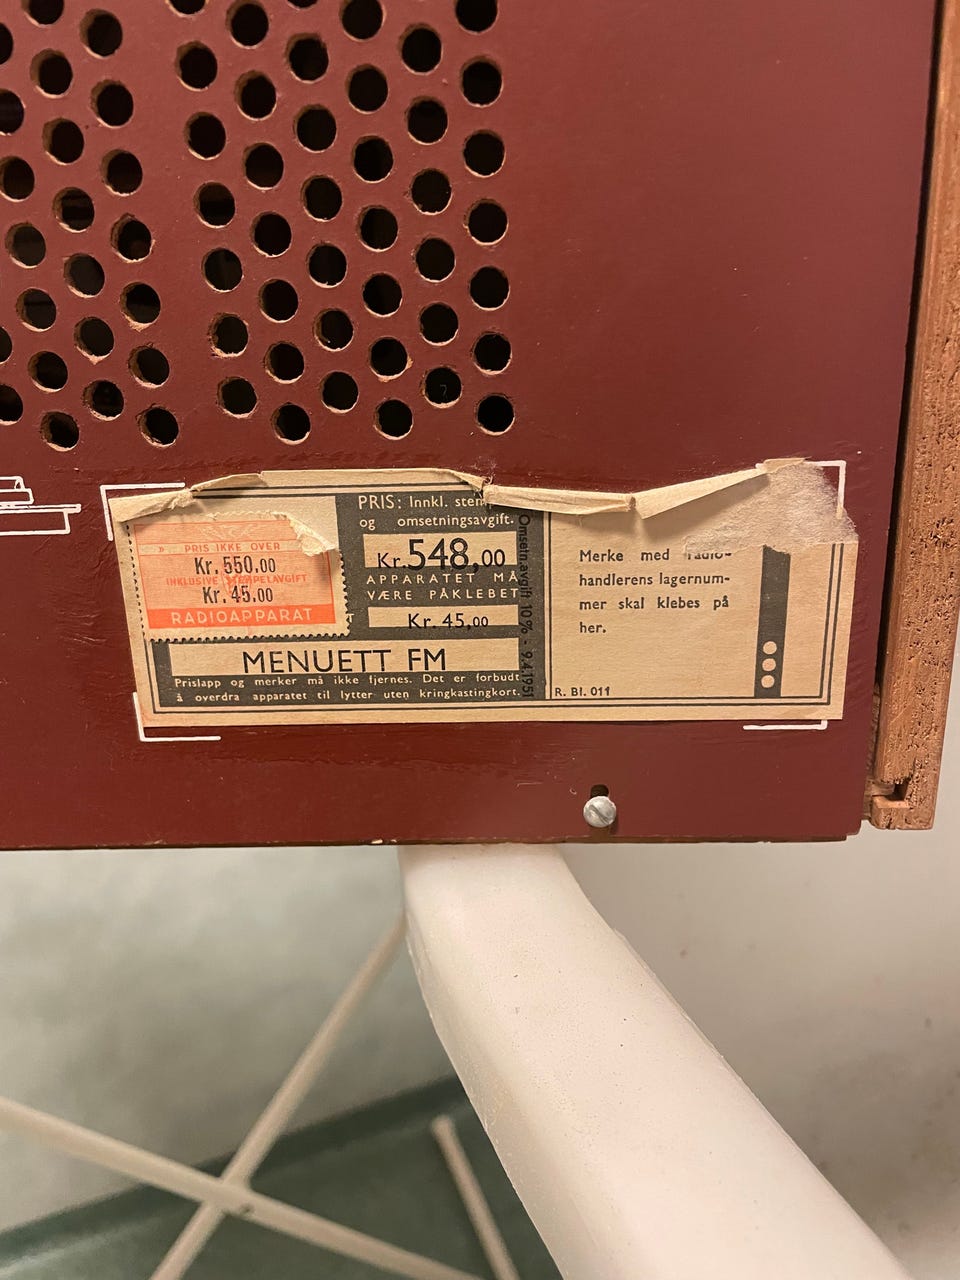 » PRIS IKKE OVER
Kr. 550.00
INKLUSIVE STEMPELAVGIFT
Kr. 45.00
RADIOAPPARAT
PRIS: Innkl.
og omsetningsavgift.
Kr. 548,00
APPARATET MÅ
VÆRE PÅKLEBET
Kr. 45,00
MENUETT FM
Prislapp og merker må ikke fjernes. Det er forbudt
å overdra apparatet til lytter uten kringkastingkort.
Omsetn.avgift 10% - 9.4.1951
Merke med radio-
handlerens lagernum-
mer skal klebes på
her.
R. Bl. 011